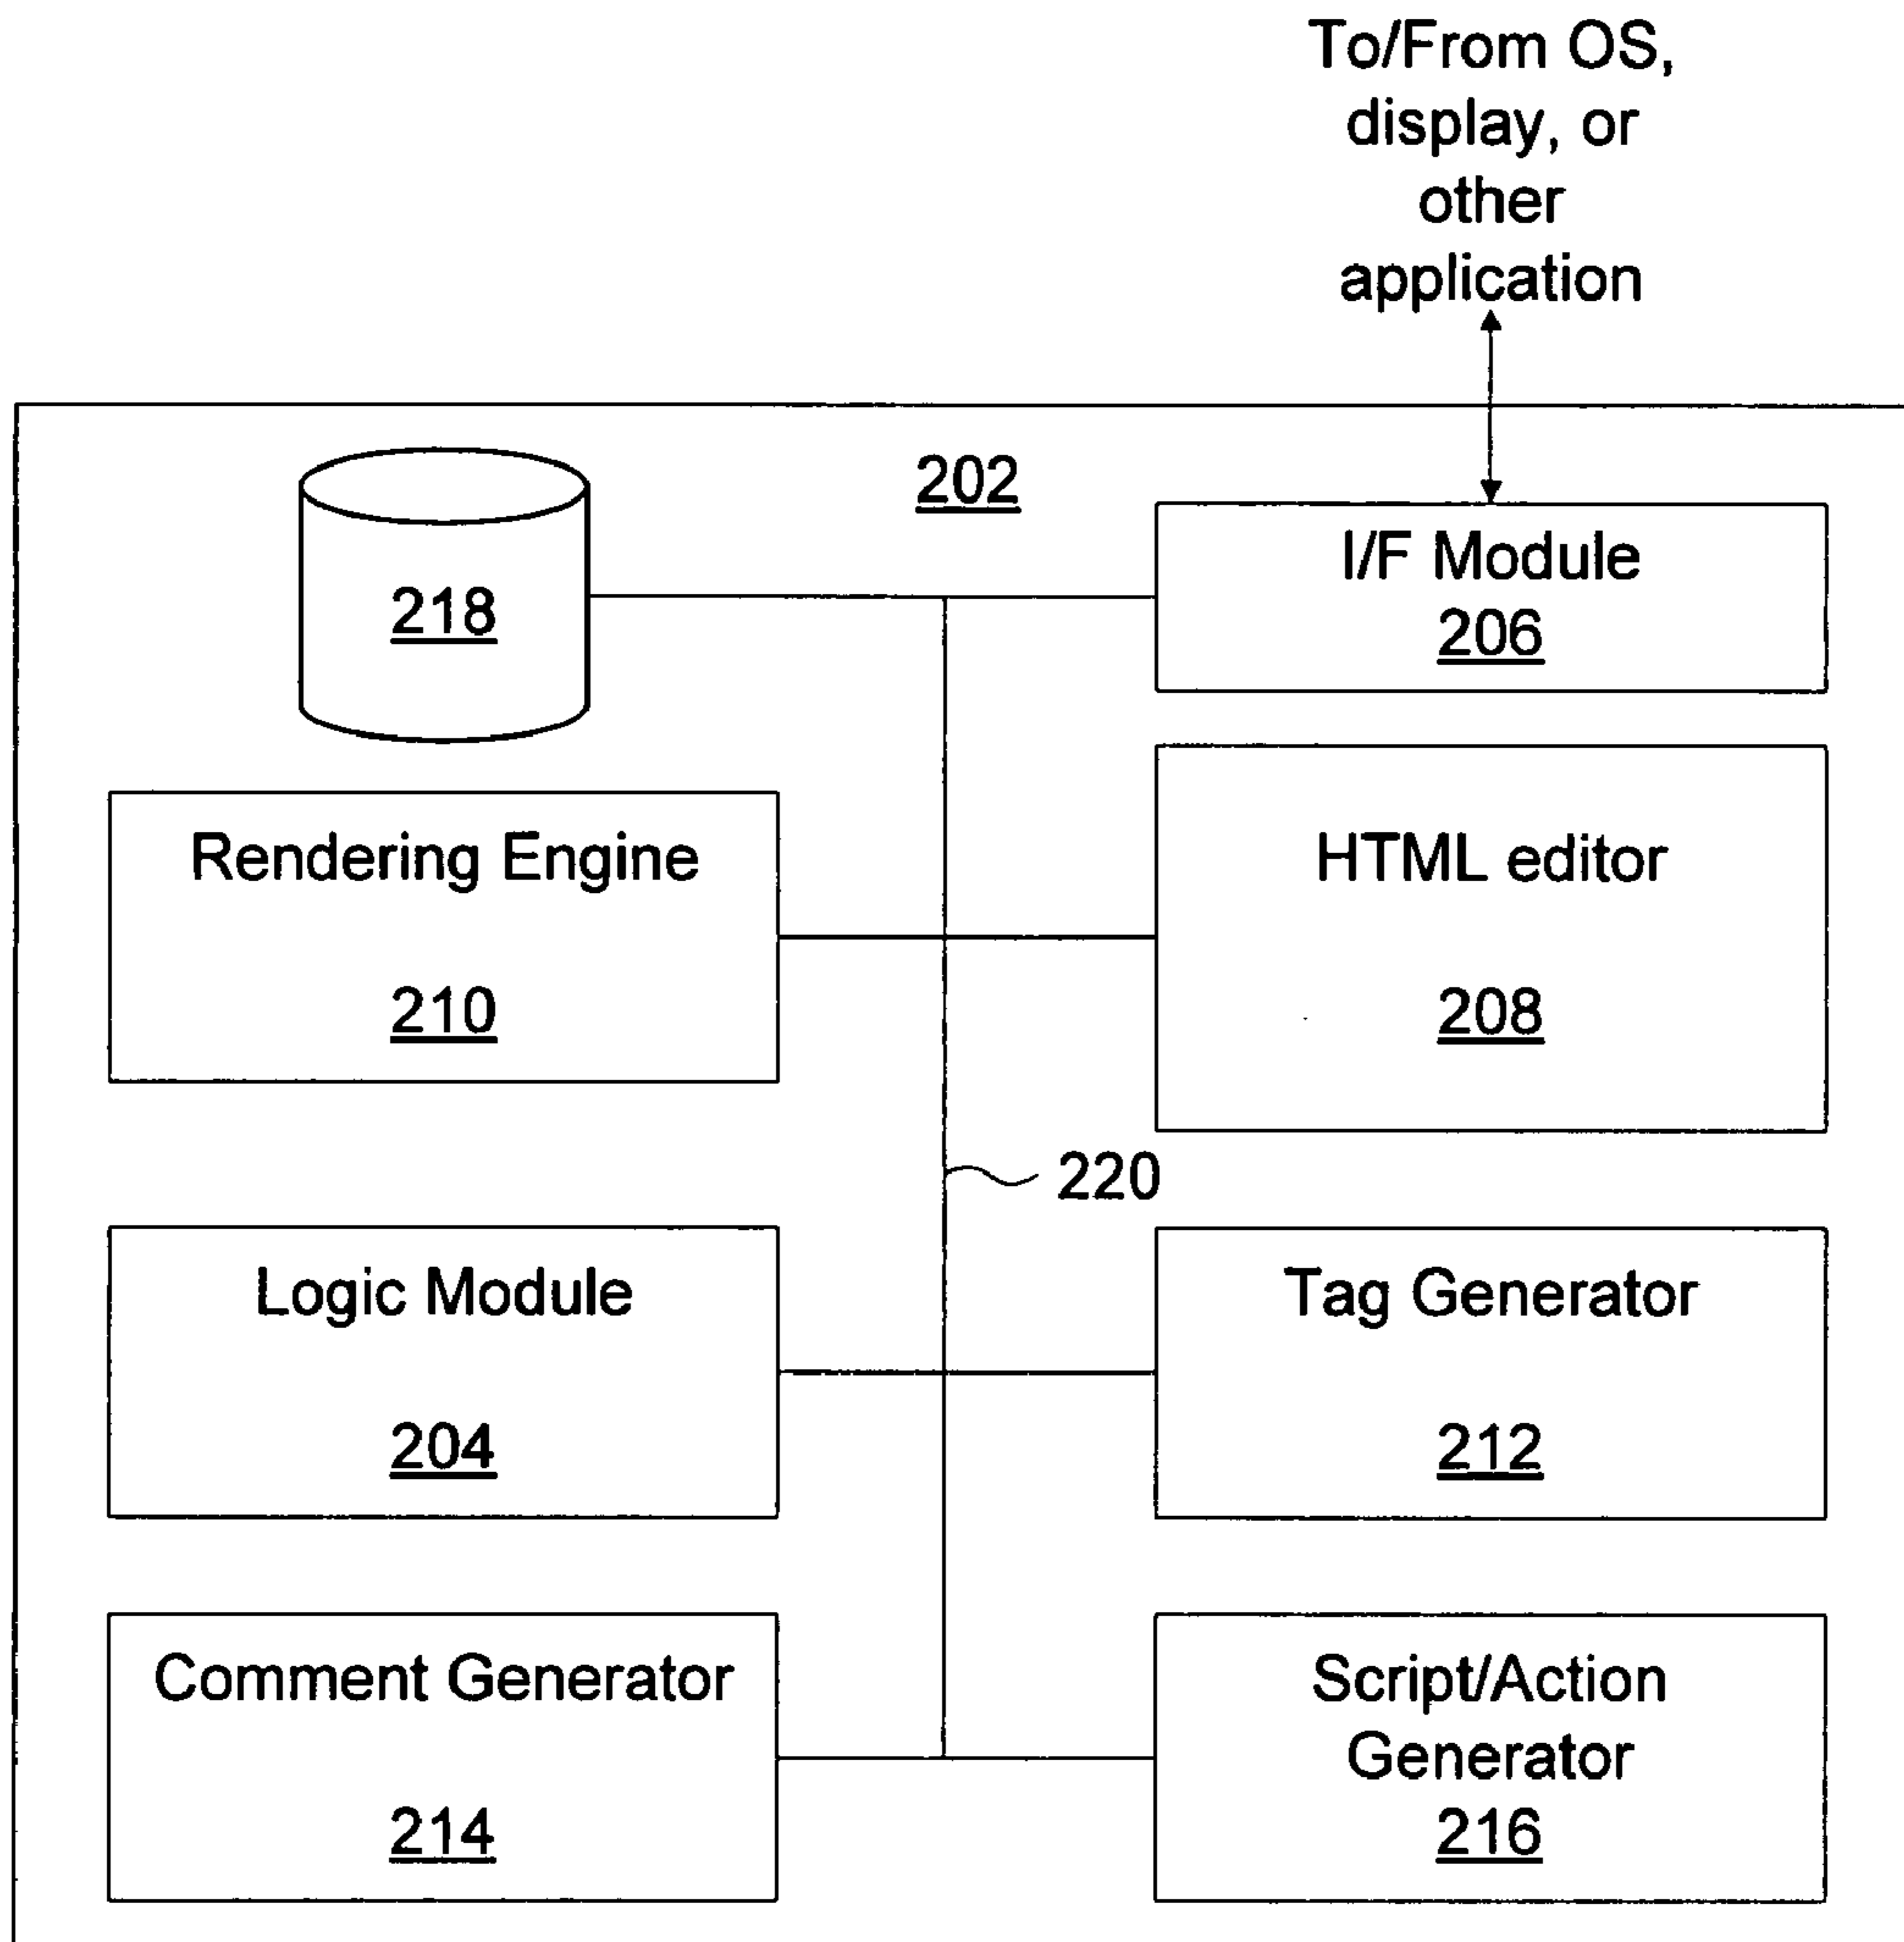 To/From OS,
display, or
other
application
202
218
I/F Module
206
Rendering Engine
210
HTML editor
208
220
Logic Module
204
Tag Generator
212
Comment Generator
214
Script/Action
Generator
216